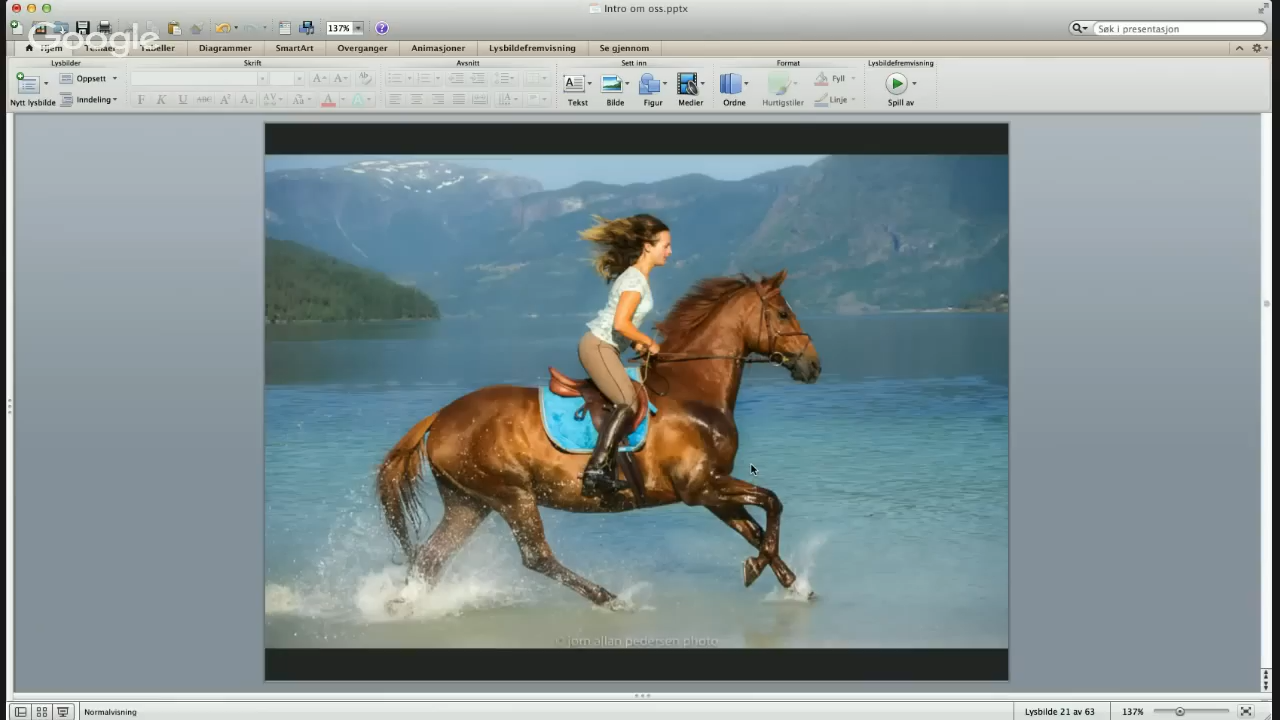 Intro om oss.pptx
137%
Søk i presentasjon
Google
Tabeller
Diagrammer
SmartArt
Overganger
Animasjoner
Lysbildefremvisning
Se gjennom
Lysbilder
Skrift
Avsnitt
Sett inn
Format
Lysbildefremvisning
Nytt lysbilde
Oppsett
Inndeling
Tekst
Bilde
Figur
Medier
Ordne
Hurtigstiler
Fyll
Linje
Spill av
© jørn allan pedersen photo
Normalvisning
Lysbilde 21 av 63
137%